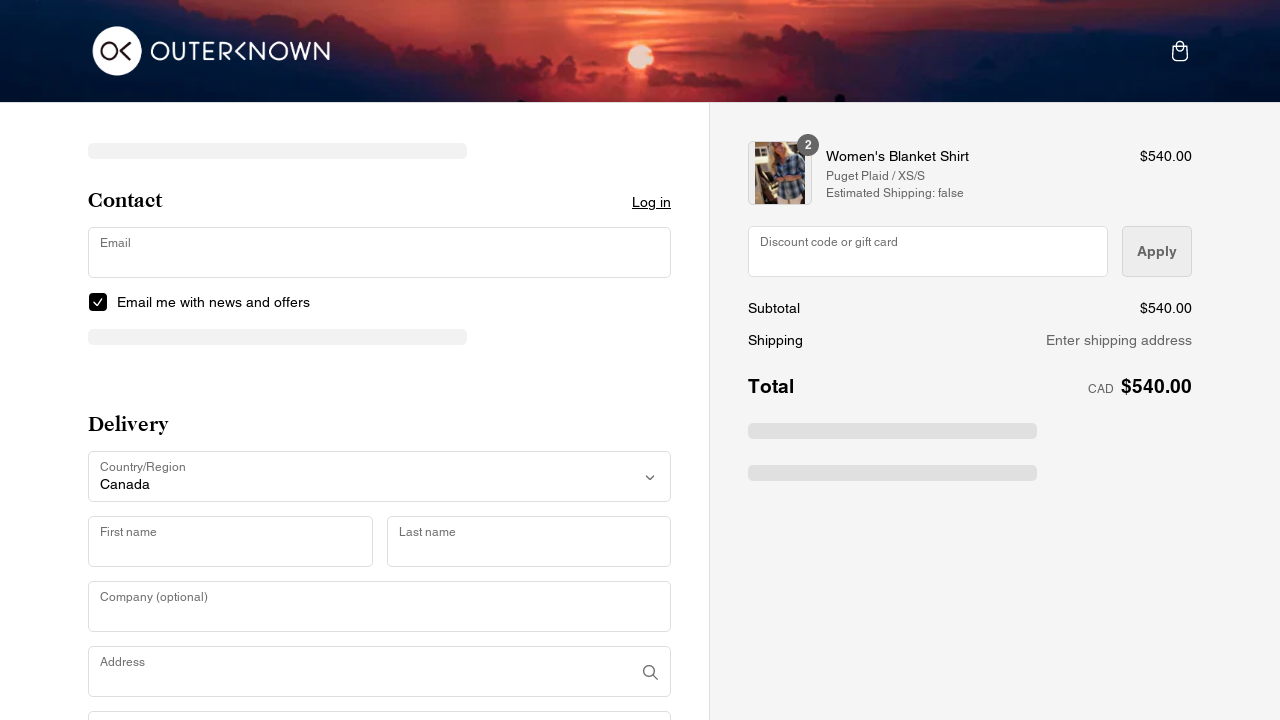 OK OUTERKNOWN
Contact
Log in
Email
Email me with news and offers
Delivery
Country/Region
Canada
First name
Last name
Company (optional)
Address
2
Women's Blanket Shirt
$540.00
Puget Plaid / XS/S
Estimated Shipping: false
Discount code or gift card
Apply
Subtotal
$540.00
Shipping
Enter shipping address
Total
CAD $540.00